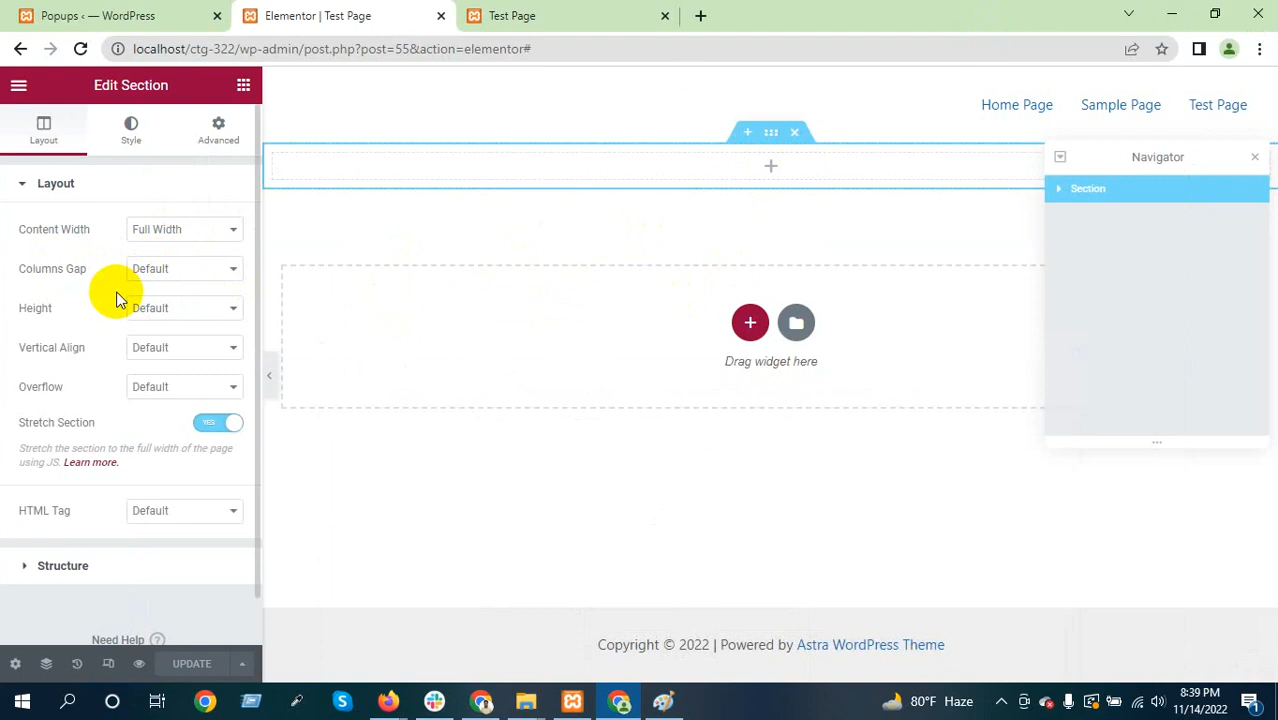 Popups ‹ — WordPress
Elementor | Test Page
Test Page
localhost/ctg-322/wp-admin/post.php?post=55&action=elementor#
Edit Section
Layout
Style
Advanced
Layout
Content Width
Full Width
Columns Gap
Default
Height
Default
Vertical Align
Default
Overflow
Default
Stretch Section
YES
Stretch the section to the full width of the page
using JS. Learn more.
HTML Tag
Default
Structure
Need Help
UPDATE
Home Page
Sample Page
Test Page
Navigator
Section
Drag widget here
Copyright © 2022 | Powered by Astra WordPress Theme
80°F Haze
8:39 PM
11/14/2022
1